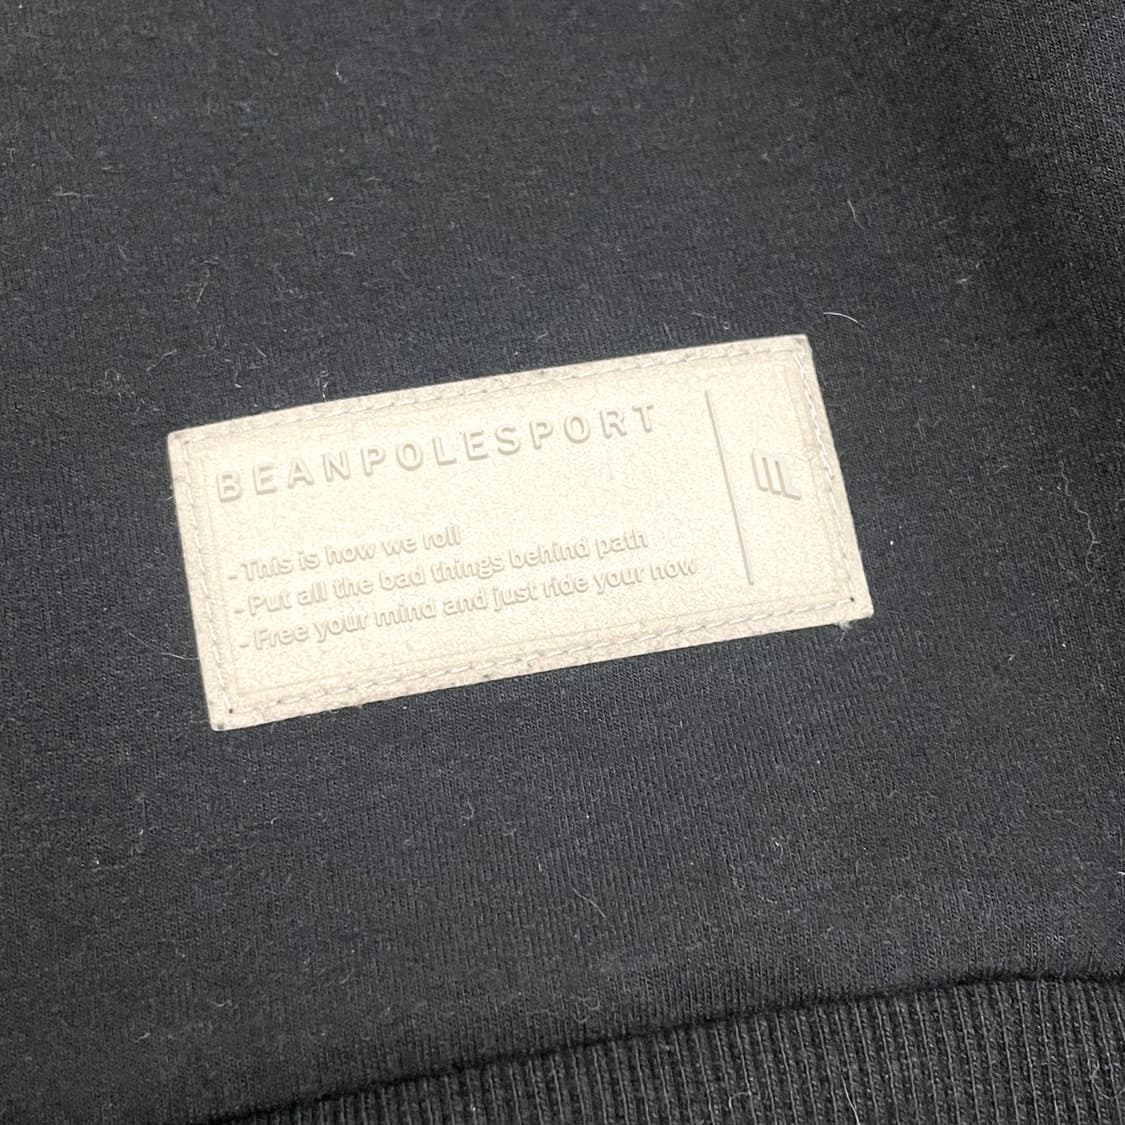 BEANPOLESPORT
- This is how we roll
- Put all the bad things behind path
- Free your mind and just ride your now